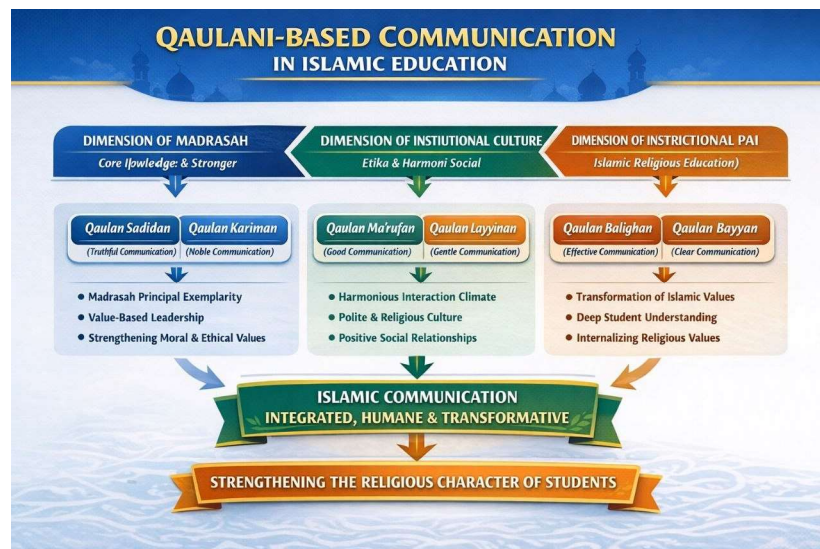 QAULANI-BASED COMMUNICATION
IN ISLAMIC EDUCATION
DIMENSION OF MADRASAH
Core Iþwledge: & Stronger
DIMENSION OF INSTIUTIONAL CULTURE
Etika & Harmoni Social
DIMENSION OF INSTRICTIONAL PAI
Islamic Religious Education)
Qaulan Sadidan
(Truthful Communication)
Qaulan Kariman
(Noble Communication)
Qaulan Ma'rufan
(Good Communication)
Qaulan Layyinan
(Gentle Communication)
Qaulan Balighan
(Effective Communication)
Qaulan Bayyan
(Clear Communication)
• Madrasah Principal Exemplarity
• Value-Based Leadership
• Strengthening Moral & Ethical Values
• Harmonious Interaction Climate
• Polite & Religious Culture
• Positive Social Relationships
• Transformation of Islamic Values
• Deep Student Understanding
• Internalizing Religious Values
ISLAMIC COMMUNICATION
INTEGRATED, HUMANE & TRANSFORMATIVE
STRENGTHENING THE RELIGIOUS CHARACTER OF STUDENTS